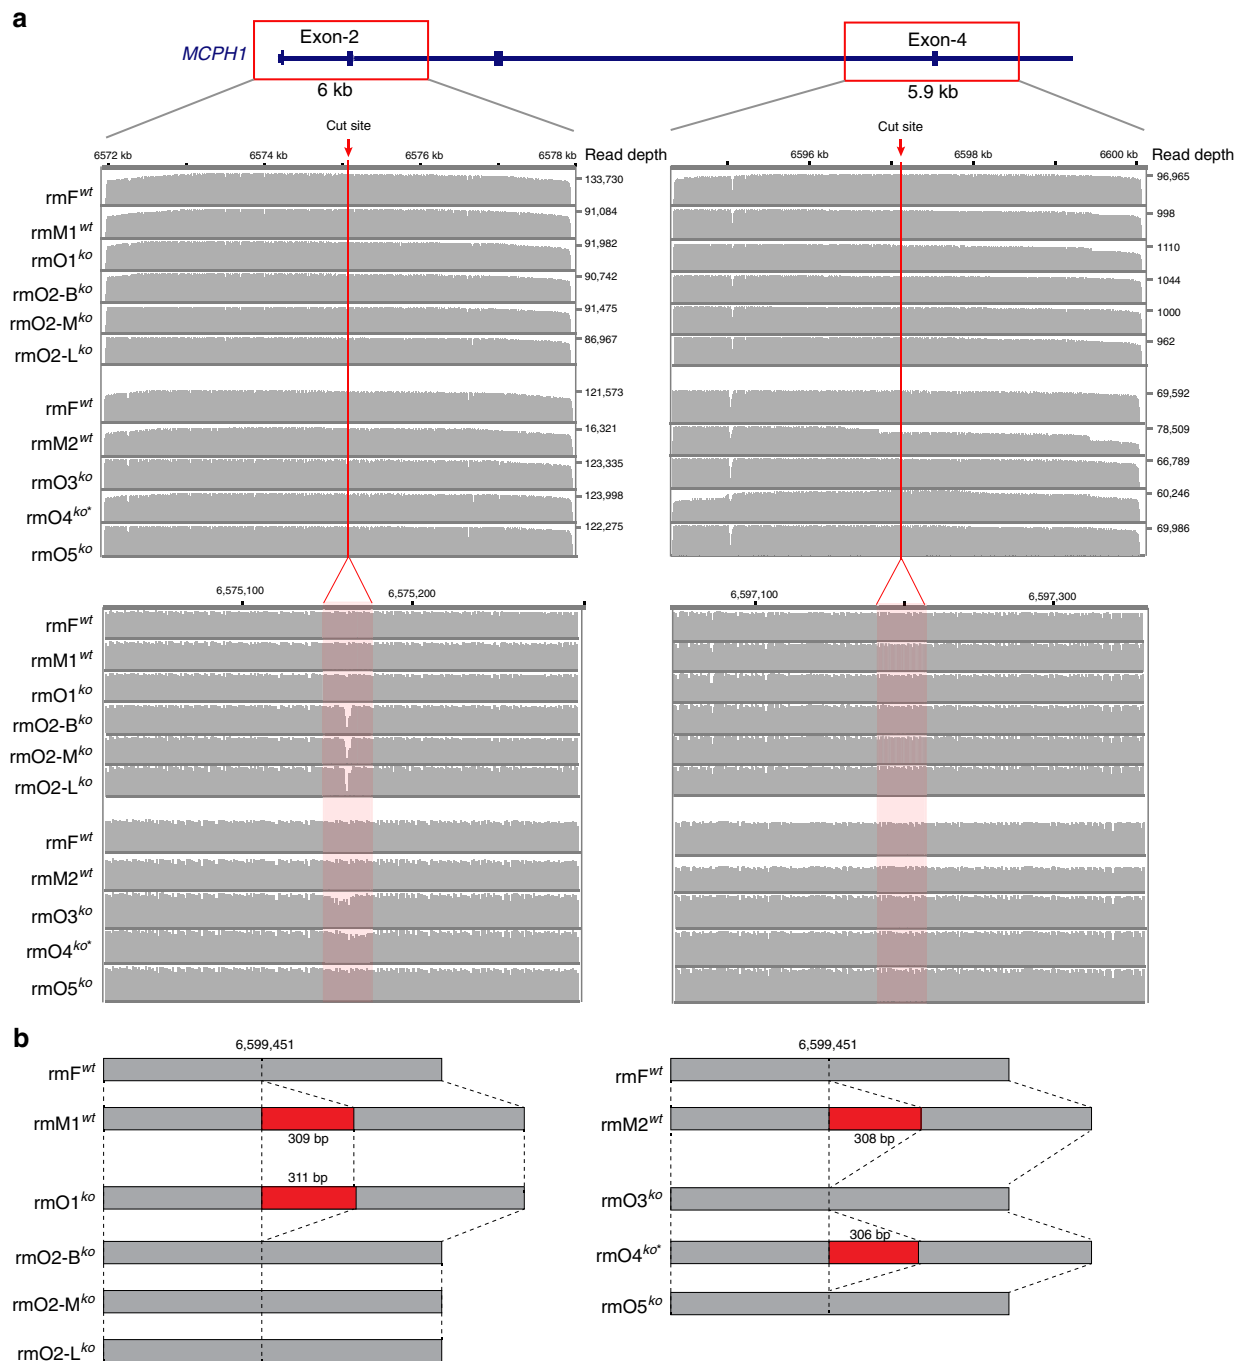 a
MCPH1
Exon-2
Exon-4
6 kb
5.9 kb
Cut site
Cut site
6572 kb
6574 kb
6576 kb
6578 kb
Read depth
6596 kb
6598 kb
6600 kb
Read depth
rmFwt
133,730
96,965
rmM1wt
91,084
998
rmO1ko
91,982
1110
rmO2-Bko
90,742
1044
rmO2-Mko
91,475
1000
rmO2-Lko
86,967
962
rmFwt
121,573
69,592
rmM2wt
16,321
78,509
rmO3ko
123,335
66,789
rmO4ko*
123,998
60,246
rmO5ko
122,275
69,986
6,575,100
6,575,200
6,597,100
6,597,300
rmFwt
rmM1wt
rmO1ko
rmO2-Bko
rmO2-Mko
rmO2-Lko
rmFwt
rmM2wt
rmO3ko
rmO4ko*
rmO5ko
b
6,599,451
rmFwt
rmM1wt
309 bp
311 bp
rmO1ko
rmO2-Bko
rmO2-Mko
rmO2-Lko
6,599,451
rmFwt
rmM2wt
308 bp
rmO3ko
306 bp
rmO4ko*
rmO5ko